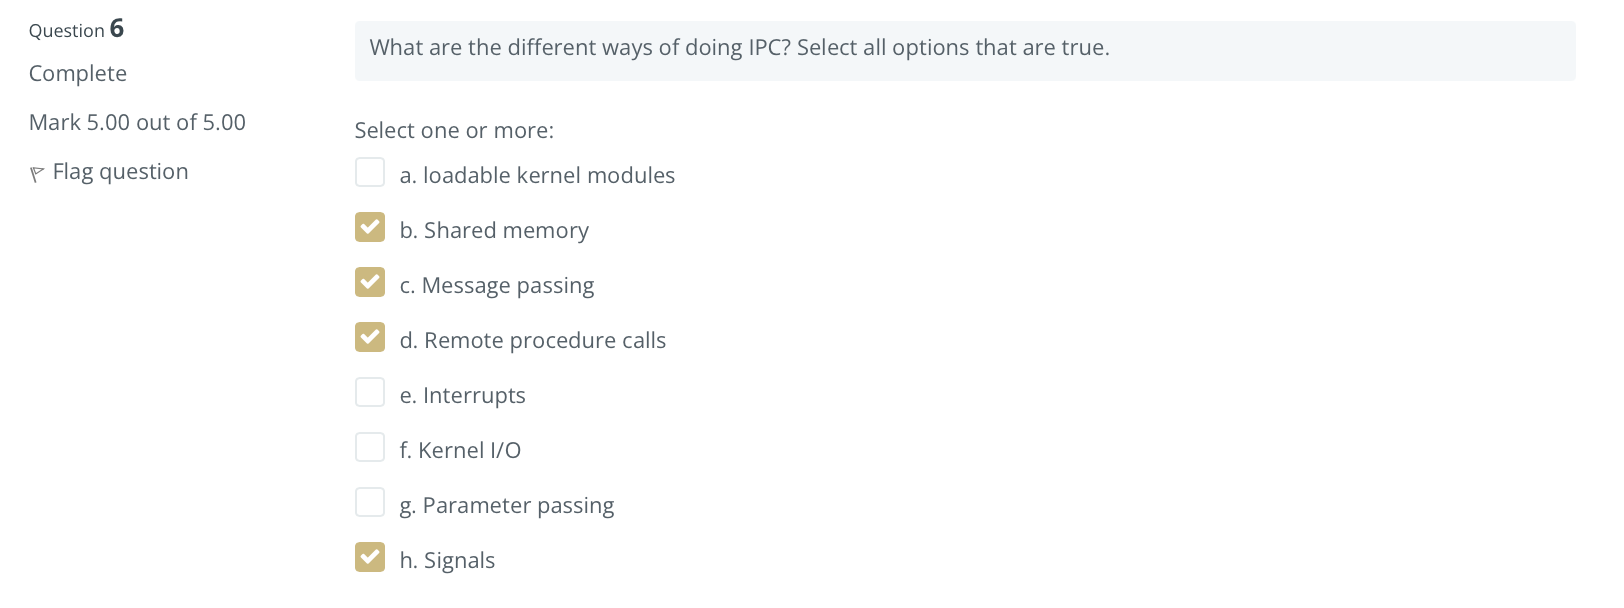 Question 6
Complete
Mark 5.00 out of 5.00
Flag question
What are the different ways of doing IPC? Select all options that are true.
Select one or more:
a. loadable kernel modules
b. Shared memory
c. Message passing
d. Remote procedure calls
e. Interrupts
f. Kernel I/O
g. Parameter passing
h. Signals